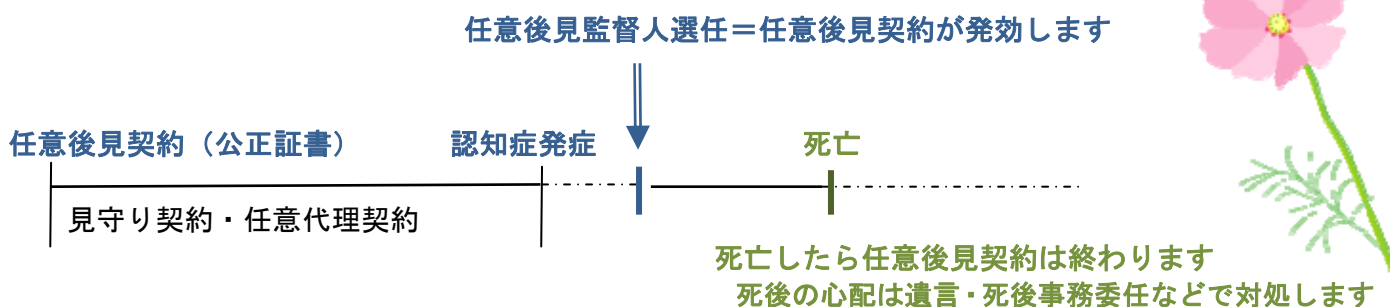 任意後見監督人選任＝任意後見契約が発効します
任意後見契約（公正証書）
認知症発症
死亡
見守り契約・任意代理契約
死亡したら任意後見契約は終わります
死後の心配は遺言・死後事務委任などで対処します